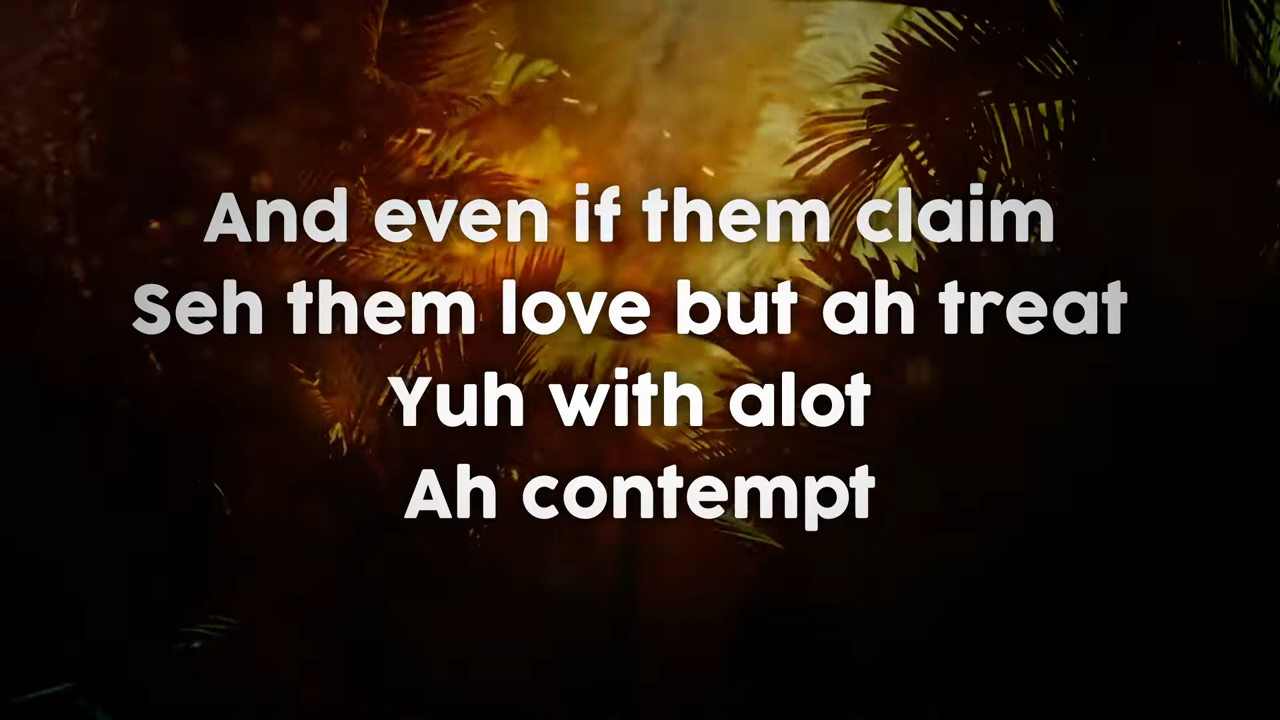 And even if them claim
Seh them love but ah treat
Yuh with alot
Ah contempt